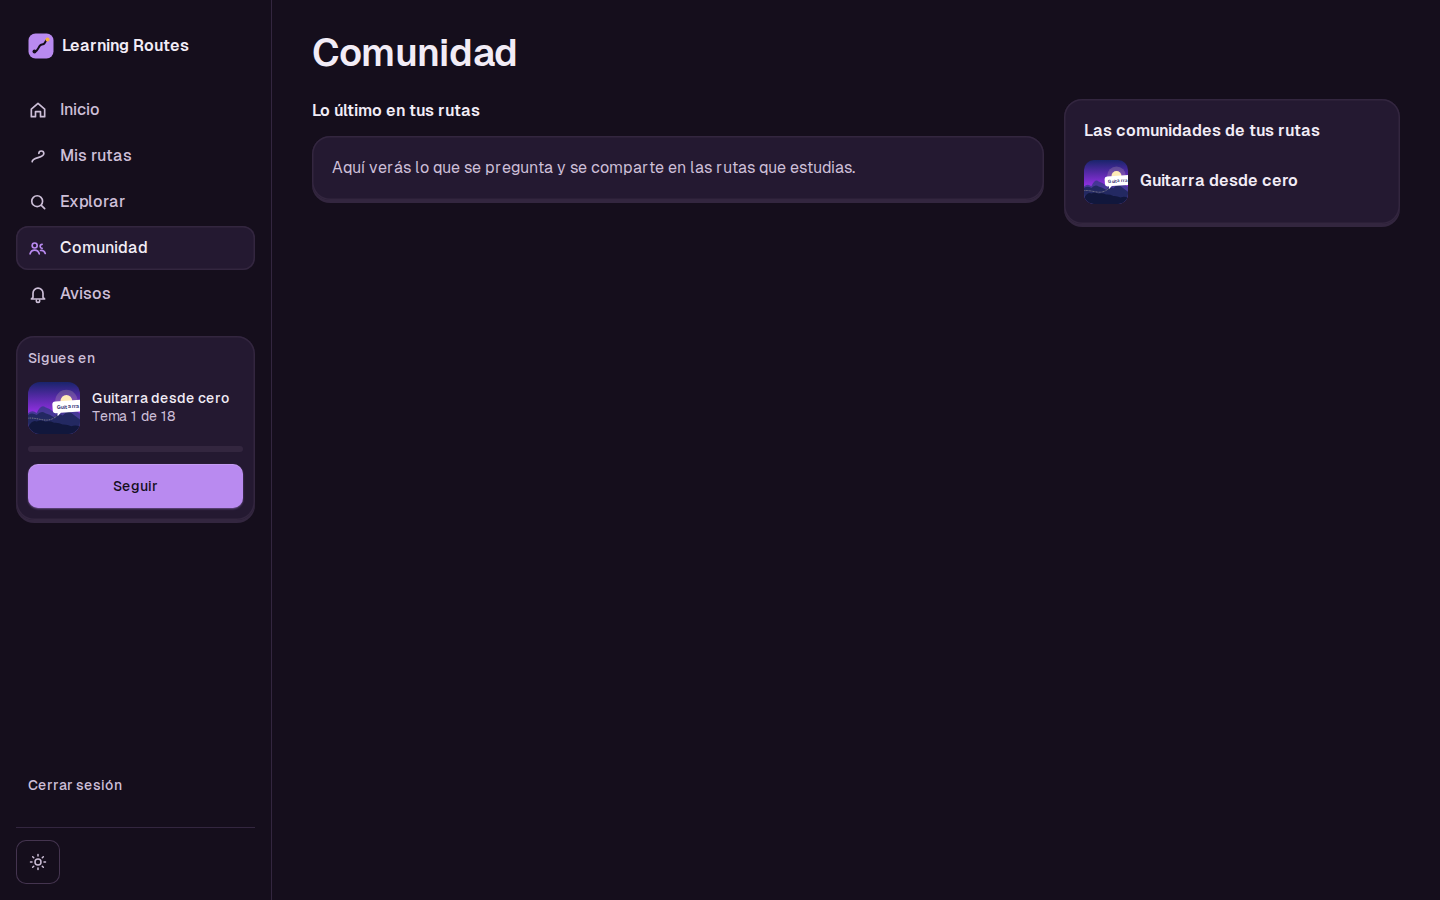 Learning Routes
Inicio
Mis rutas
Explorar
Comunidad
Avisos
Sigues en
Guitarra desde cero
Tema 1 de 18
Seguir
Cerrar sesión
Comunidad
Lo último en tus rutas
Aquí verás lo que se pregunta y se comparte en las rutas que estudias.
Las comunidades de tus rutas
Guitarra desde cero